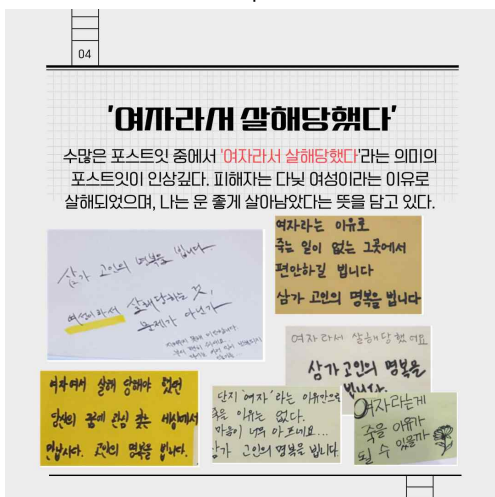 04
'여자라서 살해당했다'
수많은 포스트잇 중에서 '여자라서 살해당했다'라는 의미의
포스트잇이 인상깊다. 피해자는 다닞 여성이라는 이유로
살해되었으며, 나는 운 좋게 살아남았다는 뜻을 담고 있다.
삼가 고인의 명복을 빕니다
여성이라서 살해당하는 것,
문제가 아닌가
여자라는 이유로
죽는 일이 없는 그곳에서
편안하길 빕니다
삼가 고인의 명복을 빕니다
여자라서 살해당했어요
삼가 고인의 명복을
빕니다.
여자여서 살해 당해야 했던
당신의 꿈에 관심 갖는 세상에서
만납시다. 고인의 명복을 빕니다.
단지 '여자'라는 이유만으로
죽을 이유는 없다.
마음이 너무 아프네요...
삼가 고인의 명복을 빕니다
여자라는게
죽을 이유가
될 수 있을까